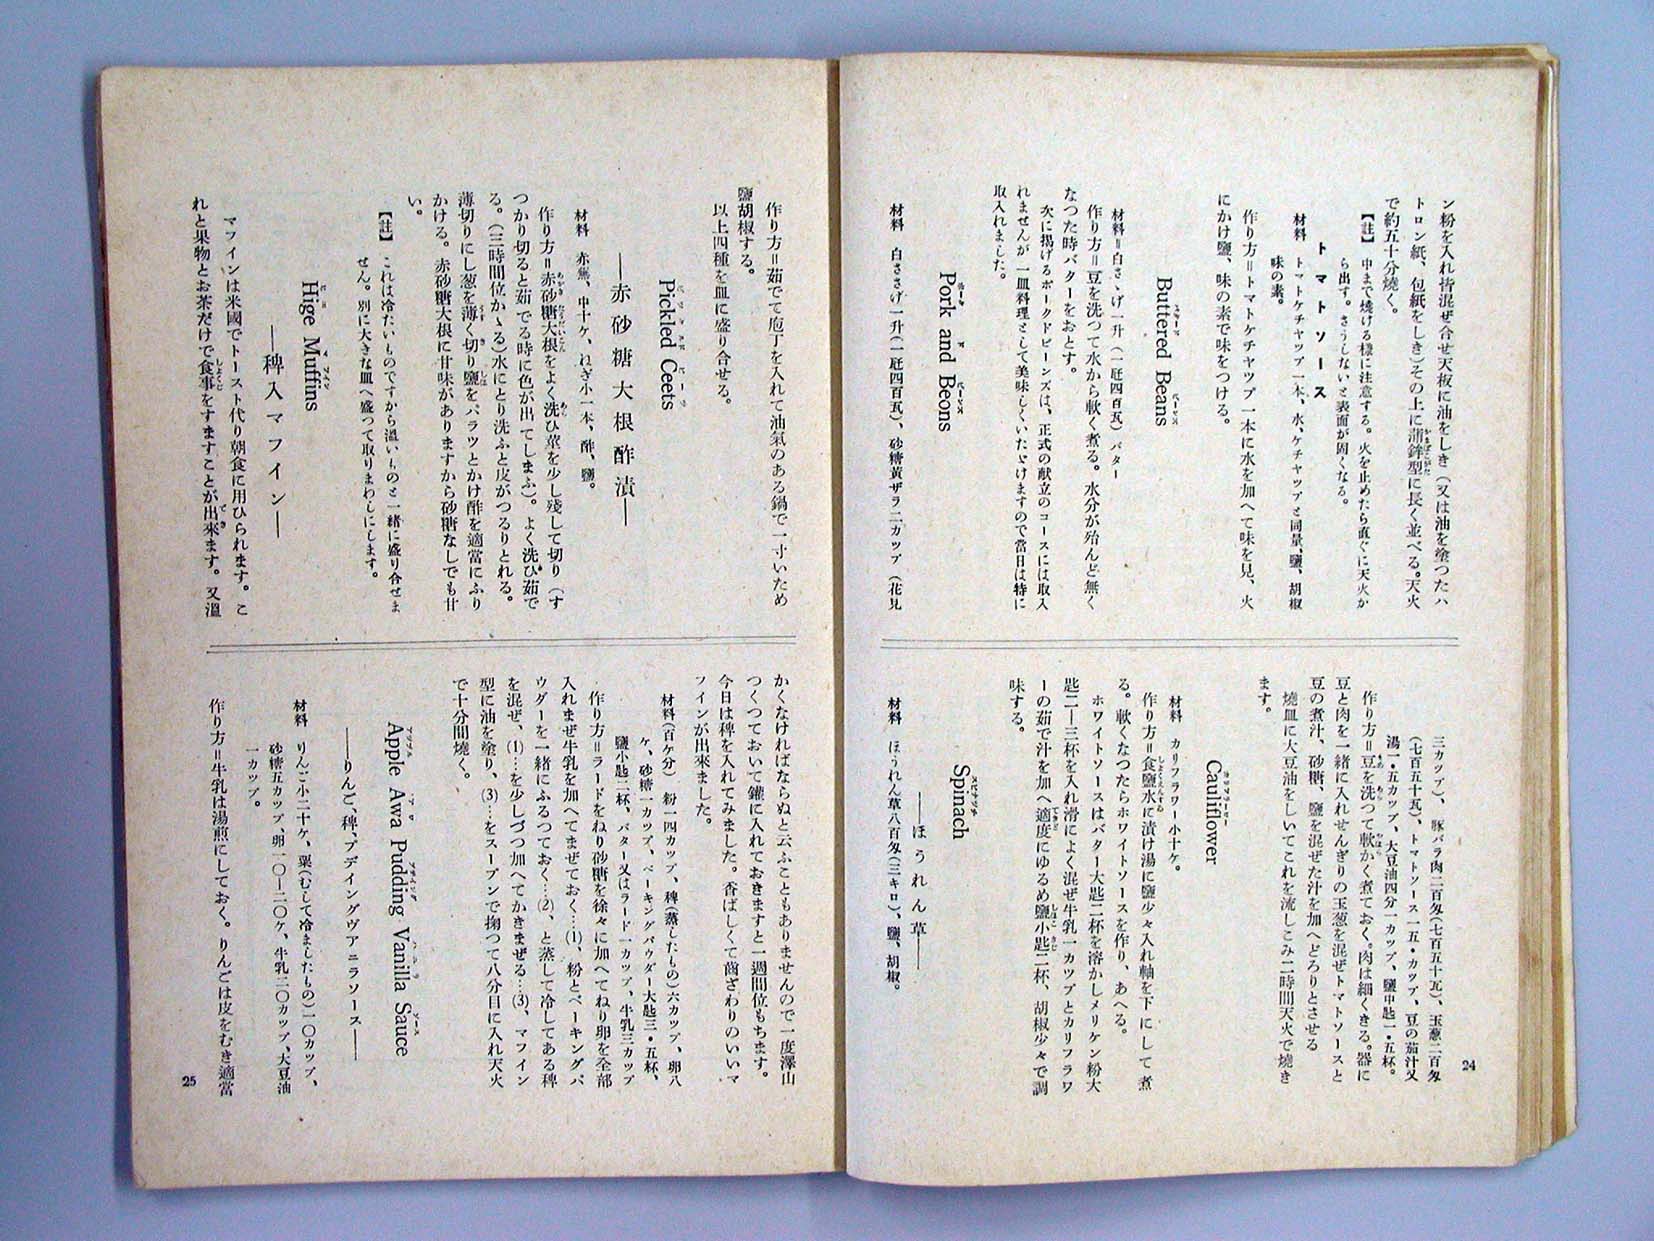 ン粉を入れ皆混ぜ合せ天板に油をしき（又は油を塗つたハ
トロン紙、包紙をしき）その上に蒲鉾型に長く並べる。天火
で約五十分燒く。
【註】 中まで燒ける樣に注意する。火を止めたら直ぐに天火か
ら出す。さうしないと表面が固くなる。
トマトソース
材料 トマトケチヤツプ一本、水、ケチヤツプと同量、鹽、胡椒
味の素。
作り方＝トマトケチヤツプ一本に水を加へて味を見、火
にかけ鹽、味の素で味をつける。
Buttered Beans
材料＝白さゝげ一升（一瓩四百瓦）バター
作り方＝豆を洗つて水から軟く煮る。水分が殆んど無く
なつた時バターをおとす。
次に掲げるポークドビーンズは、正式の献立のコースには取入
れませんが一皿料理として美味しくいたゞけますので當日は特に
取入れました。
Pork and Beons
材料 白さゝげ一升（一瓩四百瓦）、砂糖黄ザラ二カツプ（花見
三カツプ）、豚バラ肉二百匁（七百五十瓦）、玉葱二百匁
（七百五十瓦）、トマトソース一五・カツプ、豆の茹汁又
湯一・五カツプ、大豆油四分一カツプ、鹽中匙一・五杯。
作り方＝豆を洗つて軟かく煮ておく。肉は細くきる。器に
豆と肉を一緒に入れせんぎりの玉葱を混ぜトマトソースと
豆の煮汁、砂糖、鹽を混ぜた汁を加へどろりとさせる
燒皿に大豆油をしいてこれを流しこみ二時間天火で燒き
ます。
Cauliflower
材料 カリフラワー小十ケ。
作り方＝食鹽水に漬け湯に鹽少々入れ軸を下にして煮
る。軟くなつたらホワイトソースを作り、あへる。
ホワイトソースはバター大匙二杯を溶かしメリケン粉大
匙二―三杯を入れ滑によく混ぜ牛乳一カツプとカリフラワ
ーの茹で汁を加へ適度にゆるめ鹽小匙二杯、胡椒少々で調
味する。
Spinach
――ほうれん草――
材料 ほうれん草八百匁（三キロ）、鹽、胡椒。
24
作り方＝茹でて庖丁を入れて油氣のある鍋で一寸いため
鹽胡椒する。
以上四種を皿に盛り合せる。
Pickled Ceets
――赤砂糖大根酢漬――
材料 赤蕪、中十ケ、ねぎ小一本、酢、鹽。
作り方＝赤砂糖大根をよく洗ひ莖を少し殘して切り（す
つかり切ると茹でる時に色が出てしまふ）。よく洗ひ茹で
る。（三時間位かゝる）水にとり洗ふと皮がつるりとれる。
薄切りにし葱を薄く切り鹽をパラツとかけ酢を適當にふり
かける。赤砂糖大根に甘味がありますから砂糖なしでも甘
い。
【註】 これは冷たいものですから溫いものと一緒に盛り合せま
せん。別に大きな皿へ盛つて取りまわしにします。
Hige Muffins
――稗入マフイン――
マフインは米國でトースト代り朝食に用ひられます。こ
れと果物とお茶だけで食事をすますことが出來ます。又溫
かくなければならぬと云ふこともありませんので一度澤山
つくつておいて罐に入れておきますと一週間位もちます。
今日は稗を入れてみました。香ばしくて齒ざわりのいいマ
フインが出來ました。
材料（百ケ分） 粉一四カツプ、稗（蒸したもの）六カツプ、卵八
ケ、砂糖一カツプ、ベーキングパウダー大匙三・五杯、
鹽小匙二杯、バター又はラード一カツプ、牛乳三カツプ
作り方＝ラードをねり砂糖を徐々に加へてねり卵を全部
入れまぜ牛乳を加へてまぜておく…(1)、粉とベーキングパ
ウダーを一緒にふるつておく…(2)、と蒸して冷してある稗
を混ぜ、(1)…を少しづつ加へてかきまぜる…(3)、マフイン
型に油を塗り、(3)…をスープンで掬つて八分目に入れ天火
で十分間燒く。
Apple Awa Pudding Vanilla Sauce
――りんご、稗、プデイングヴアニラソース――
材料 りんご小二十ケ、粟（むして冷ましたもの）一〇カツプ、
砂糖五カツプ、卵一〇―二〇ケ、牛乳二〇カツプ、大豆油
一カツプ。
作り方＝牛乳は湯煎にしておく。りんごは皮をむき適當
25